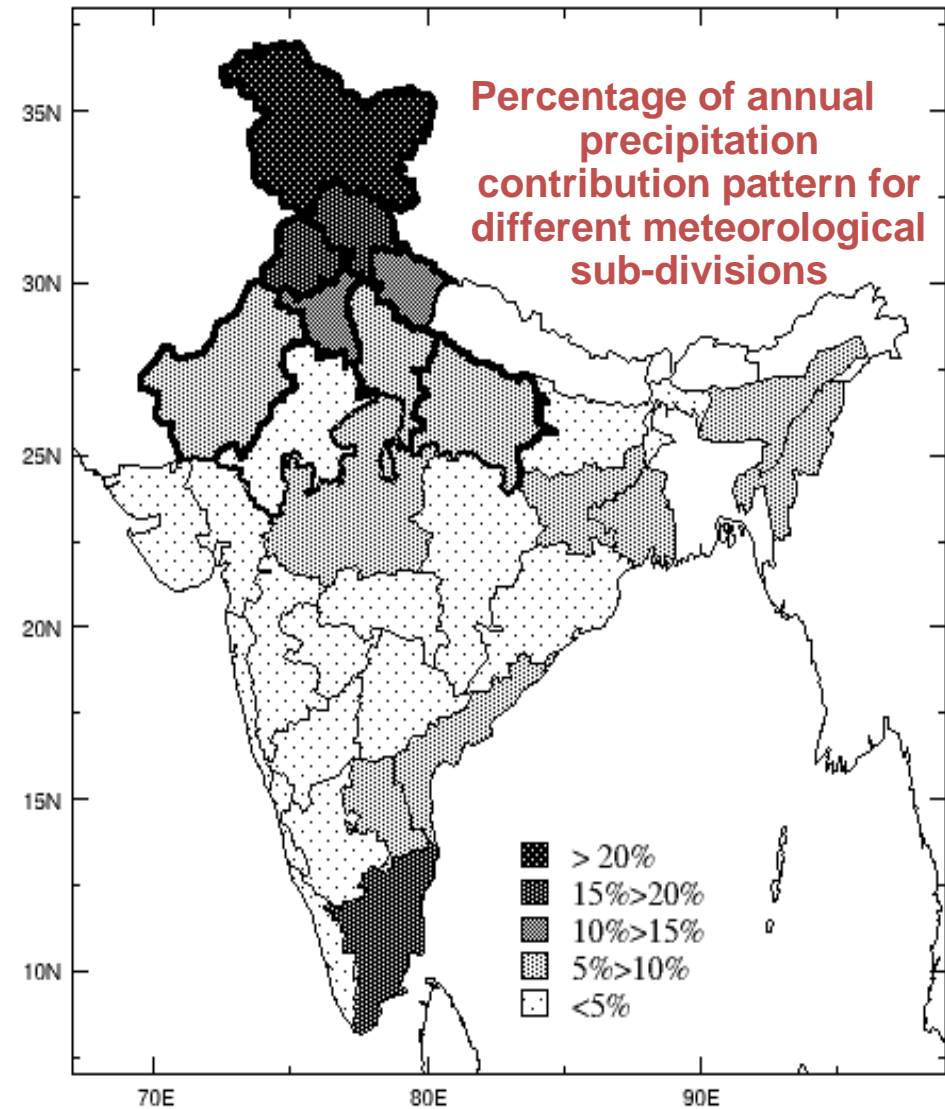 Percentage of annual
precipitation
contribution pattern for
different meteorological
sub-divisions
35N
30N
25N
20N
15N
10N
> 20%
15%>20%
10%>15%
5%>10%
<5%
70E 80E 90E